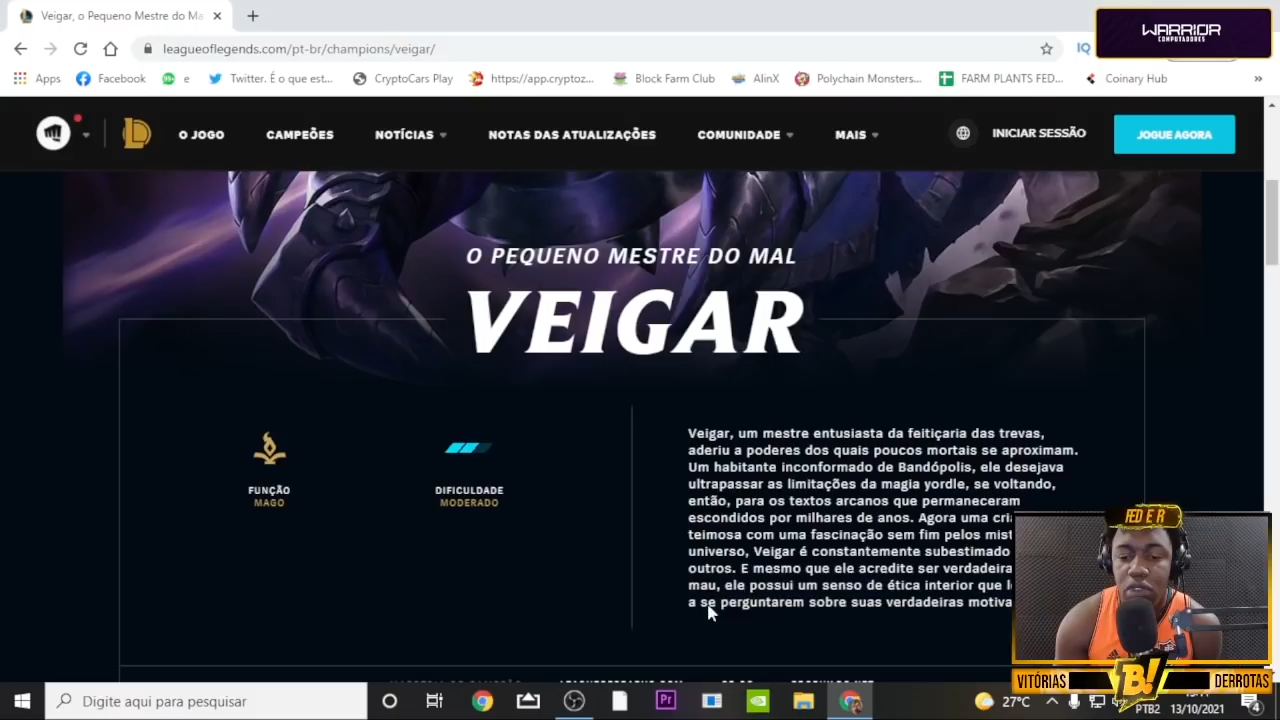 Veigar, o Pequeno Mestre do Ma
WARRIOR
COMPUTADORES
leagueoflegends.com/pt-br/champions/veigar/
IQ
Apps Facebook e Twitter. É o que est... CryptoCars Play https://app.cryptoz... Block Farm Club AlinX Polychain Monsters... FARM PLANTS FED... Coinary Hub »
O JOGO CAMPEÕES NOTÍCIAS NOTAS DAS ATUALIZAÇÕES COMUNIDADE MAIS INICIAR SESSÃO JOGUE AGORA
O PEQUENO MESTRE DO MAL
VEIGAR
FUNÇÃO
MAGO
DIFICULDADE
MODERADO
Veigar, um mestre entusiasta da feitiçaria das trevas,
aderiu a poderes dos quais poucos mortais se aproximam.
Um habitante inconformado de Bandópolis, ele desejava
ultrapassar as limitações da magia yordle, se voltando,
então, para os textos arcanos que permaneceram
escondidos por milhares de anos. Agora uma cri
teimosa com uma fascinação sem fim pelos mist
universo, Veigar é constantemente subestimado
outros. E mesmo que ele acredite ser verdadeira
mau, ele possui um senso de ética interior que l
a se perguntarem sobre suas verdadeiras motiva
FEDER
VITÓRIAS B! DERROTAS
Digite aqui para pesquisar
Pr
27°C
PTB2
13/10/2021
4